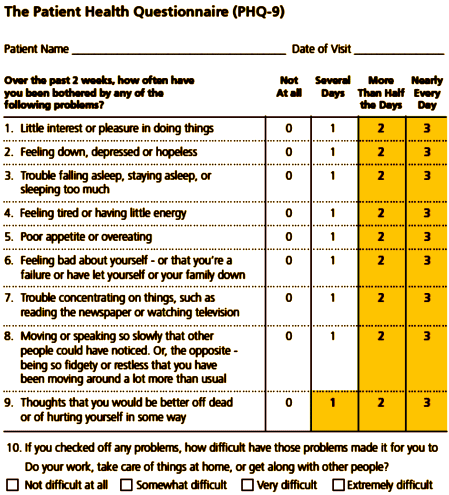 The Patient Health Questionnaire (PHQ-9)
Patient Name ______________________ Date of Visit ____________
Over the past 2 weeks, how often have you been bothered by any of the following problems? Not At all Several Days More Than Half the Days Nearly Every Day
1. Little interest or pleasure in doing things 0 1 2 3
2. Feeling down, depressed or hopeless 0 1 2 3
3. Trouble falling asleep, staying asleep, or 0 1 2 3
sleeping too much
4. Feeling tired or having little energy 0 1 2 3
5. Poor appetite or overeating 0 1 2 3
6. Feeling bad about yourself - or that you're a 0 1 2 3
failure or have let yourself or your family down
7. Trouble concentrating on things, such as 0 1 2 3
reading the newspaper or watching television
8. Moving or speaking so slowly that other 0 1 2 3
people could have noticed. Or, the opposite -
being so fidgety or restless that you have
been moving around a lot more than usual
9. Thoughts that you would be better off dead 0 1 2 3
or of hurting yourself in some way
10. If you checked off any problems, how difficult have those problems made it for you to
Do your work, take care of things at home, or get along with other people?
☐ Not difficult at all ☐ Somewhat difficult ☐ Very difficult ☐ Extremely difficult